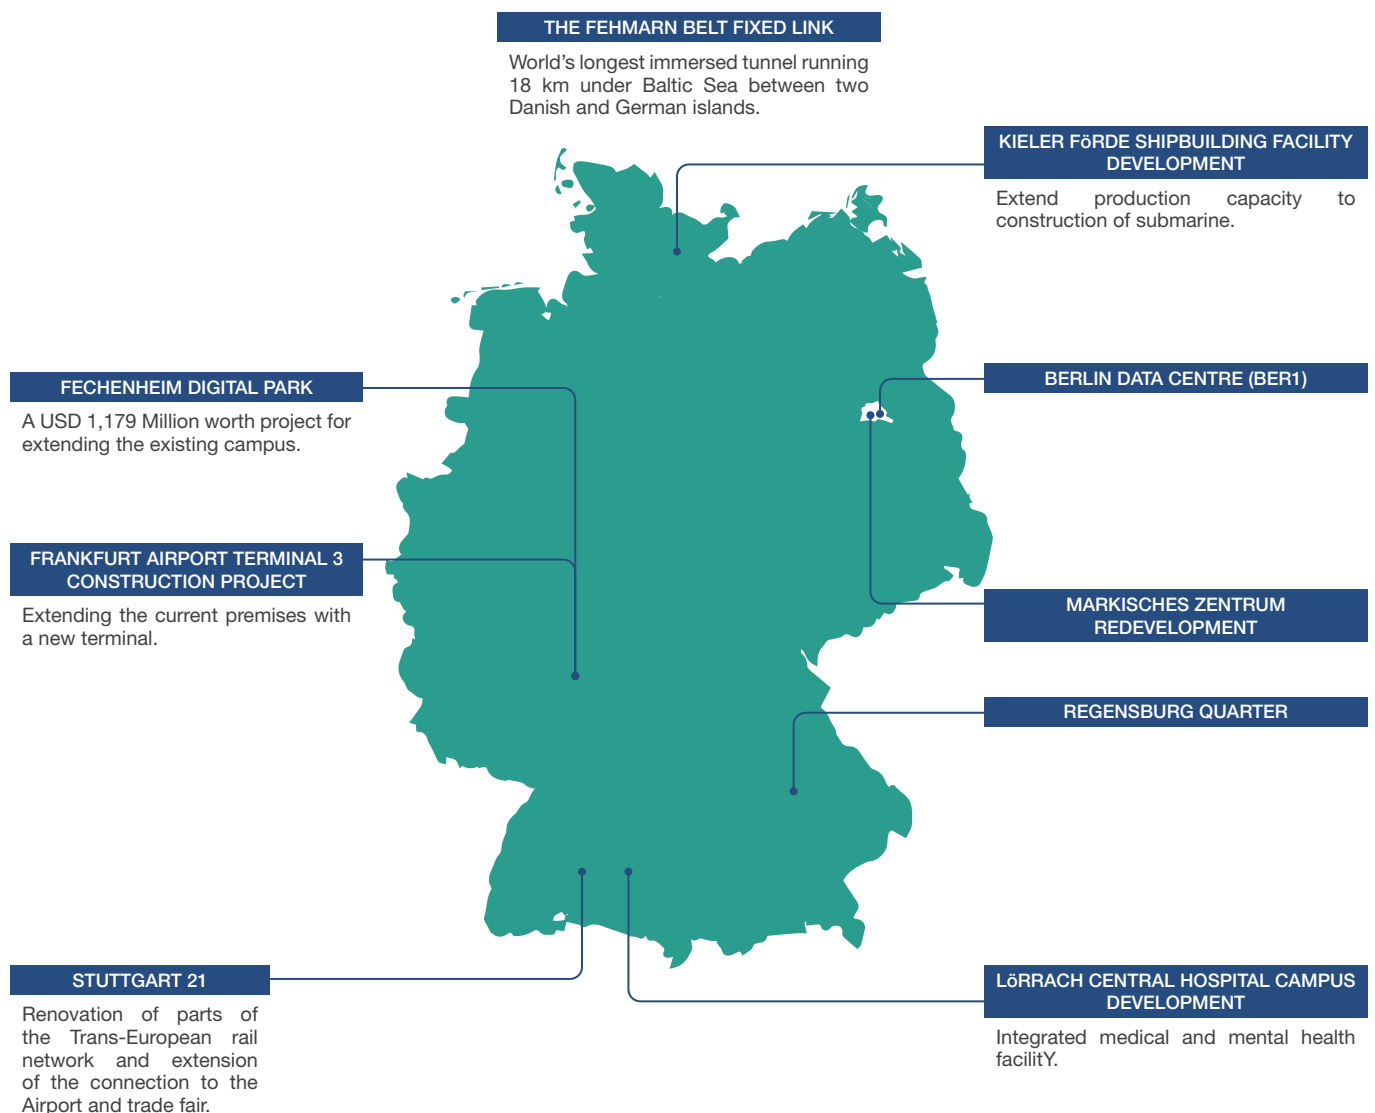 THE FEHMARN BELT FIXED LINK
World's longest immersed tunnel running
18 km under Baltic Sea between two
Danish and German islands.
KIELER FöRDE SHIPBUILDING FACILITY
DEVELOPMENT
Extend production capacity to
construction of submarine.
FECHENHEIM DIGITAL PARK
A USD 1,179 Million worth project for
extending the existing campus.
BERLIN DATA CENTRE (BER1)
FRANKFURT AIRPORT TERMINAL 3
CONSTRUCTION PROJECT
Extending the current premises with
a new terminal.
MARKISCHES ZENTRUM
REDEVELOPMENT
REGENSBURG QUARTER
STUTTGART 21
Renovation of parts of
the Trans-European rail
network and extension
of the connection to the
Airport and trade fair.
LöRRACH CENTRAL HOSPITAL CAMPUS
DEVELOPMENT
Integrated medical and mental health
facilitY.